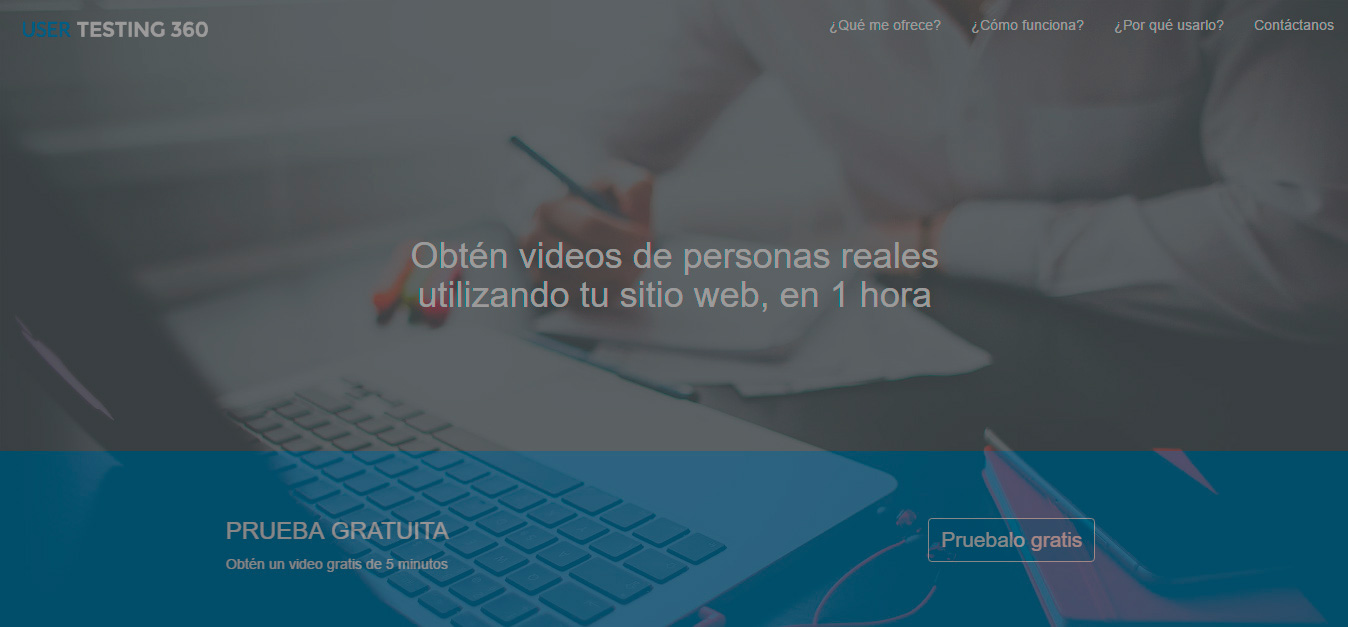 USER TESTING 360
¿Qué me ofrece?
¿Cómo funciona?
¿Por qué usarlo?
Contáctanos
Obtén videos de personas reales
utilizando tu sitio web, en 1 hora
PRUEBA GRATUITA
Obtén un video gratis de 5 minutos
Pruebalo gratis